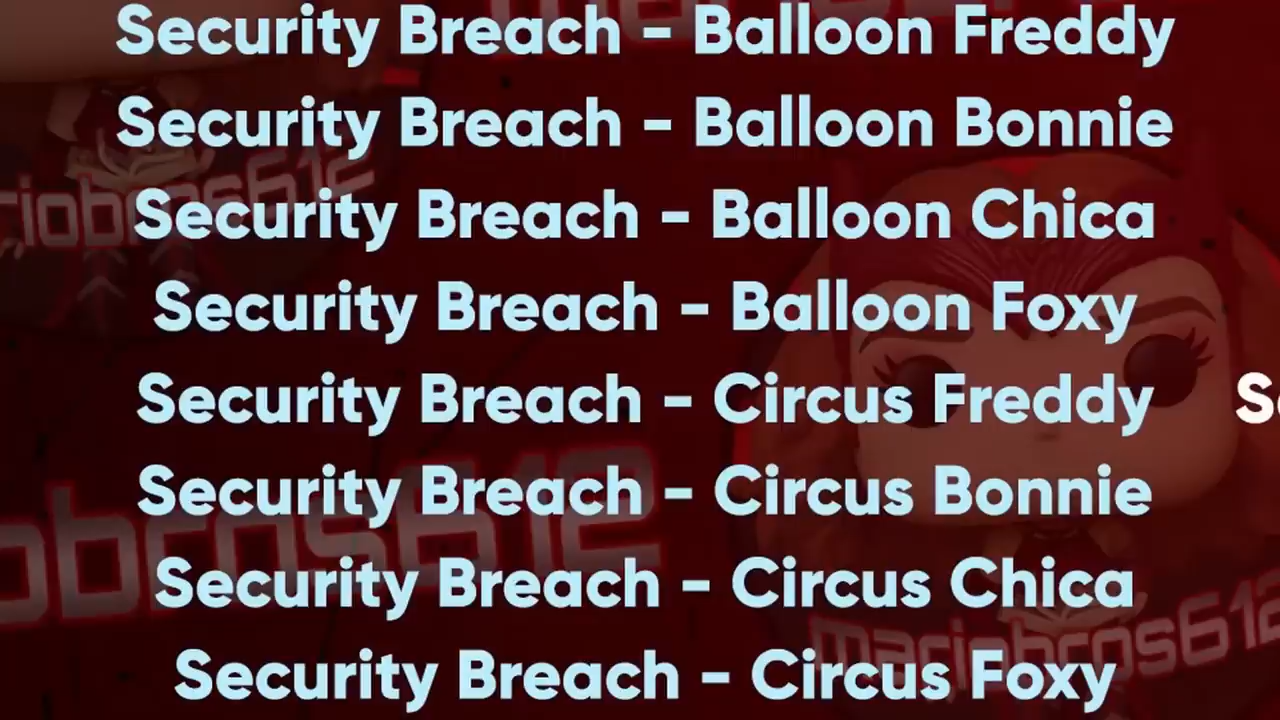 Security Breach - Balloon Freddy
Security Breach - Balloon Bonnie
Security Breach - Balloon Chica
Security Breach - Balloon Foxy
Security Breach - Circus Freddy
Security Breach - Circus Bonnie
Security Breach - Circus Chica
Security Breach - Circus Foxy
mariobros612